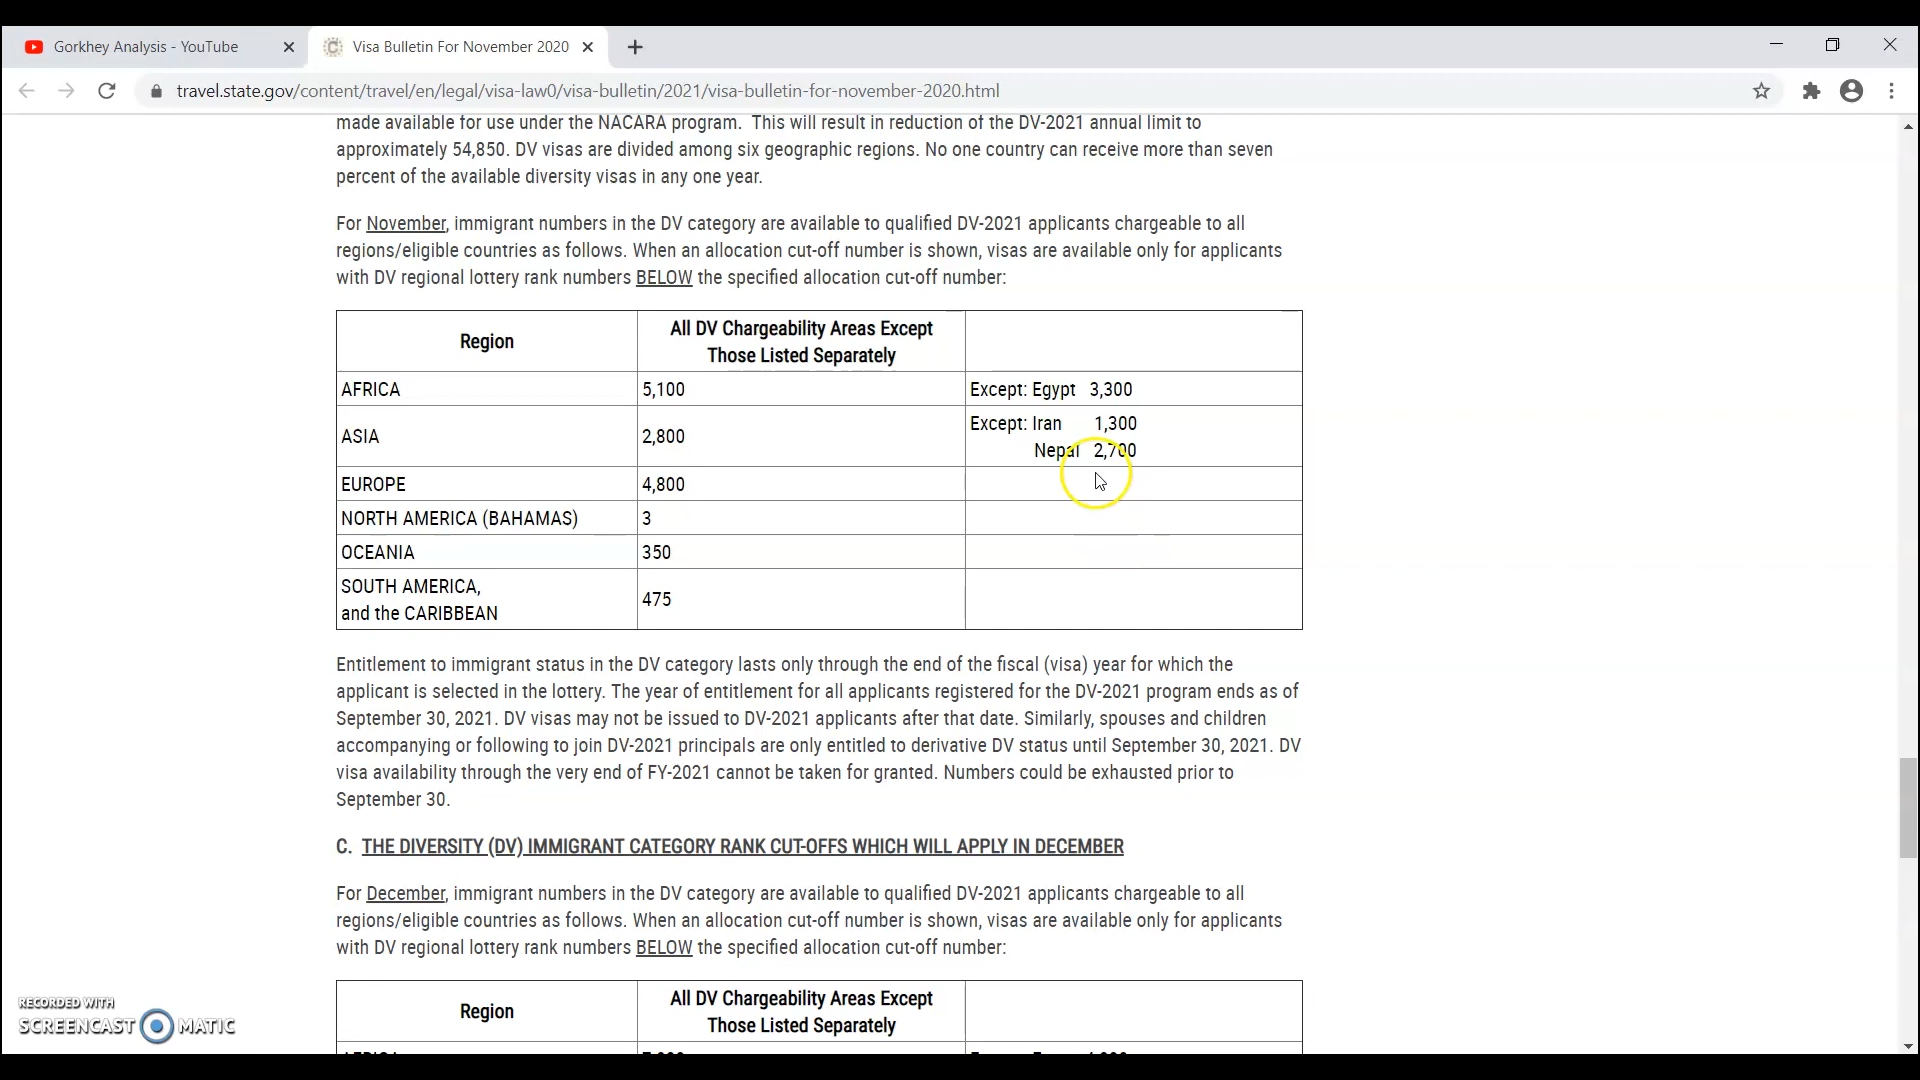 Gorkhey Analysis - YouTube
Visa Bulletin For November 2020
travel.state.gov/content/travel/en/legal/visa-law0/visa-bulletin/2021/visa-bulletin-for-november-2020.html
made available for use under the NACARA program.  This will result in reduction of the DV-2021 annual limit to
approximately 54,850. DV visas are divided among six geographic regions. No one country can receive more than seven
percent of the available diversity visas in any one year.
For November, immigrant numbers in the DV category are available to qualified DV-2021 applicants chargeable to all
regions/eligible countries as follows. When an allocation cut-off number is shown, visas are available only for applicants
with DV regional lottery rank numbers BELOW the specified allocation cut-off number:
Region
All DV Chargeability Areas Except
Those Listed Separately
AFRICA 5,100 Except: Egypt 3,300
ASIA 2,800 Except: Iran 1,300
Nepal 2,700
EUROPE 4,800
NORTH AMERICA (BAHAMAS) 3
OCEANIA 350
SOUTH AMERICA,
and the CARIBBEAN 475
Entitlement to immigrant status in the DV category lasts only through the end of the fiscal (visa) year for which the
applicant is selected in the lottery. The year of entitlement for all applicants registered for the DV-2021 program ends as of
September 30, 2021. DV visas may not be issued to DV-2021 applicants after that date. Similarly, spouses and children
accompanying or following to join DV-2021 principals are only entitled to derivative DV status until September 30, 2021. DV
visa availability through the very end of FY-2021 cannot be taken for granted. Numbers could be exhausted prior to
September 30.
C. THE DIVERSITY (DV) IMMIGRANT CATEGORY RANK CUT-OFFS WHICH WILL APPLY IN DECEMBER
For December, immigrant numbers in the DV category are available to qualified DV-2021 applicants chargeable to all
regions/eligible countries as follows. When an allocation cut-off number is shown, visas are available only for applicants
with DV regional lottery rank numbers BELOW the specified allocation cut-off number:
Region
All DV Chargeability Areas Except
Those Listed Separately
RECORDED WITH
SCREENCAST MATIC